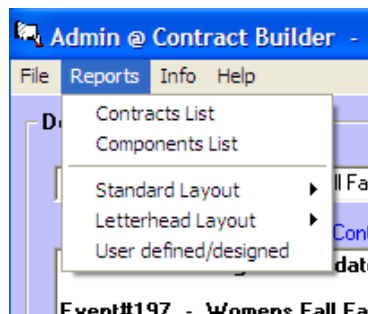 Admin @ Contract Builder -
File Reports Info Help
Contracts List
Components List
Standard Layout
Letterhead Layout
User defined/designed
Event#197 - Womens Fall Fa